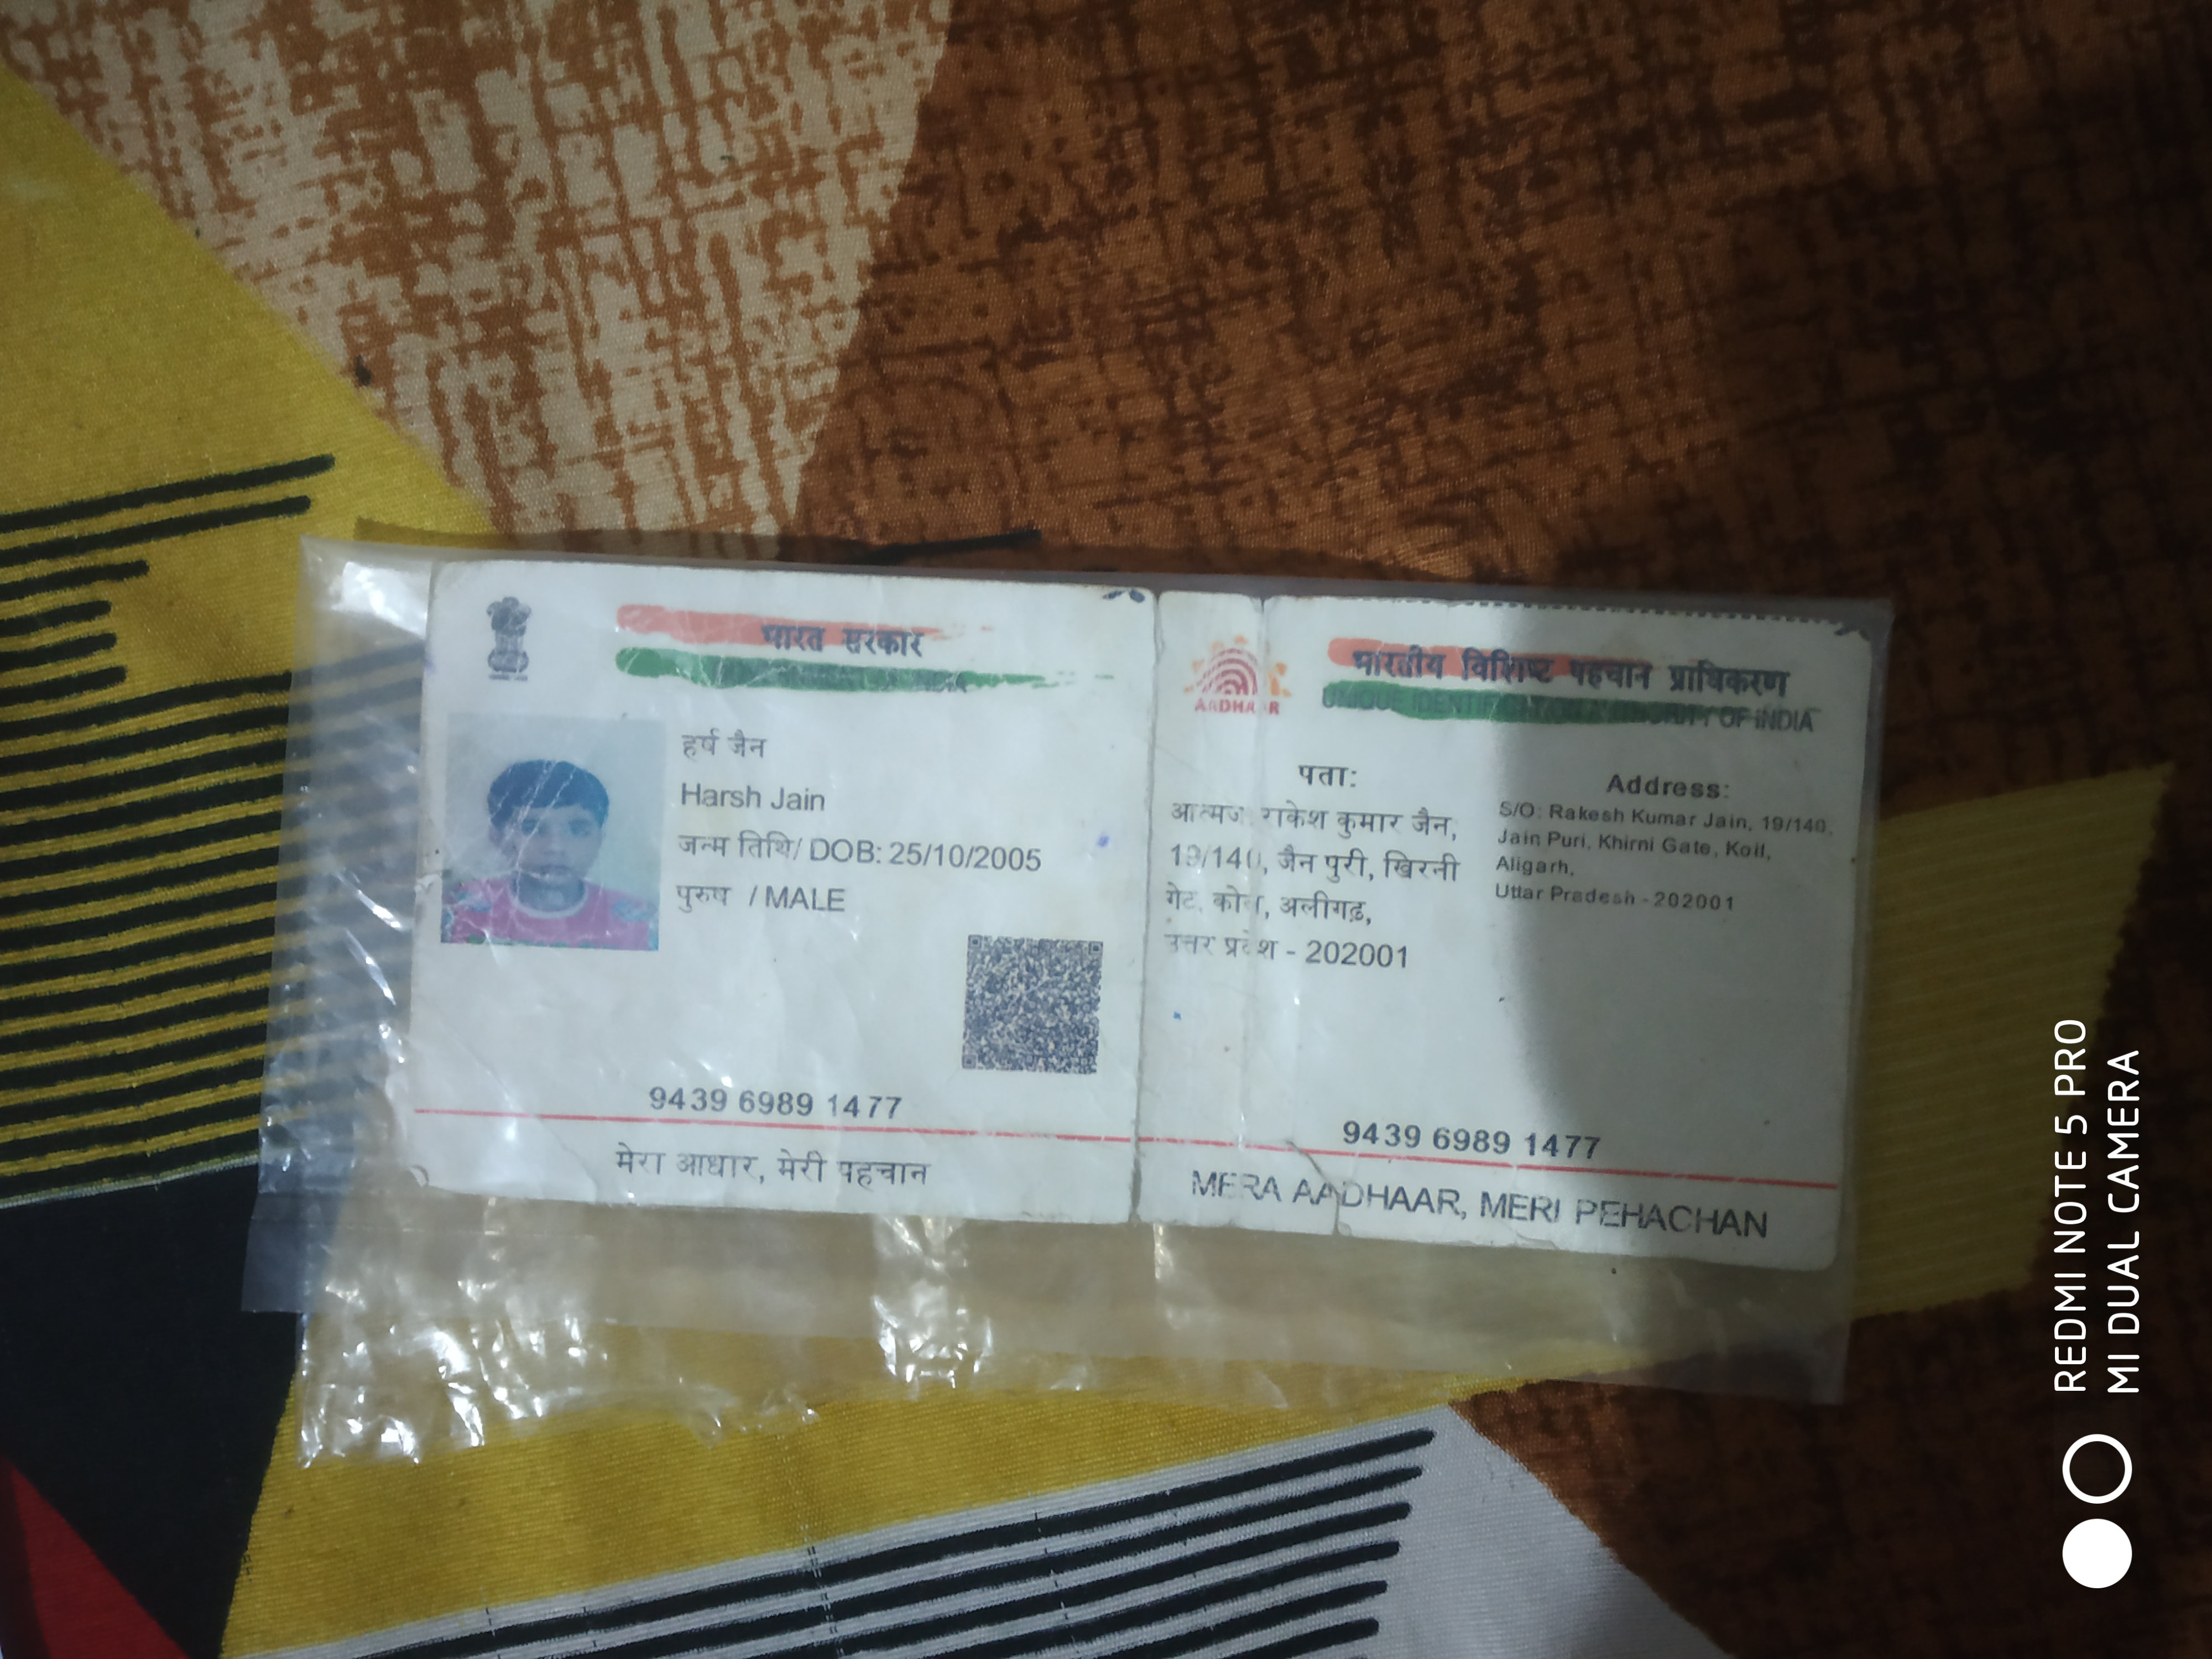 भारत सरकार
हर्ष जैन
Harsh Jain
जन्म तिथि/ DOB: 25/10/2005
पुरुष / MALE
9439 6989 1477
मेरा आधार, मेरी पहचान
AADHAAR
भारतीय विशिष्ट पहचान प्राधिकरण
UNIQUE IDENTIFICATION AUTHORITY OF INDIA
पता:
आत्मज राकेश कुमार जैन,
19/140, जैन पुरी, खिरनी
गेट, कोल, अलीगढ़,
उत्तर प्रदेश - 202001
Address:
S/O: Rakesh Kumar Jain, 19/140,
Jain Puri, Khirni Gate, Koil,
Aligarh,
Uttar Pradesh - 202001
9439 6989 1477
MERA AADHAAR, MERI PEHACHAN
REDMI NOTE 5 PRO
MI DUAL CAMERA